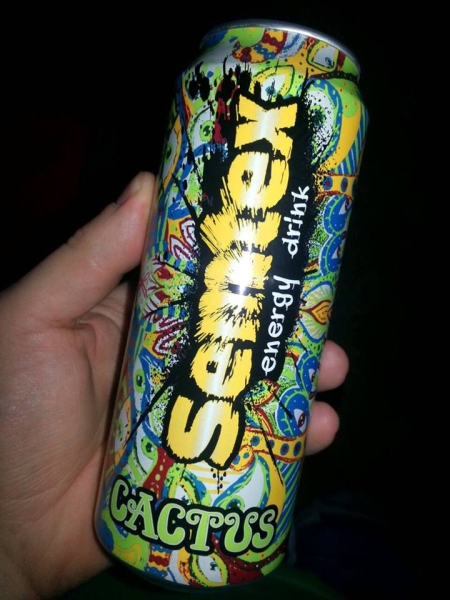 Semtex
energy drink
CACTUS